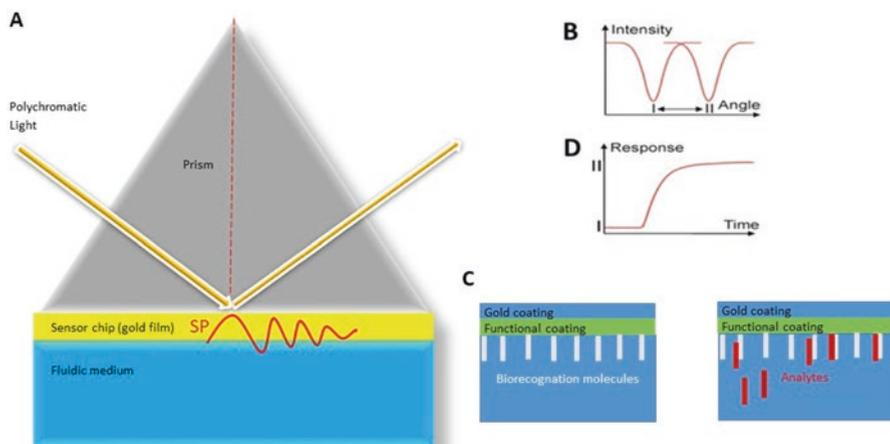 A
Polychromatic
Light
Prism
Sensor chip (gold film)
SP
Fluidic medium
B
Intensity
I
II
Angle
D
Response
II
I
Time
C
Gold coating
Functional coating
Biorecognation molecules
Gold coating
Functional coating
Analytes